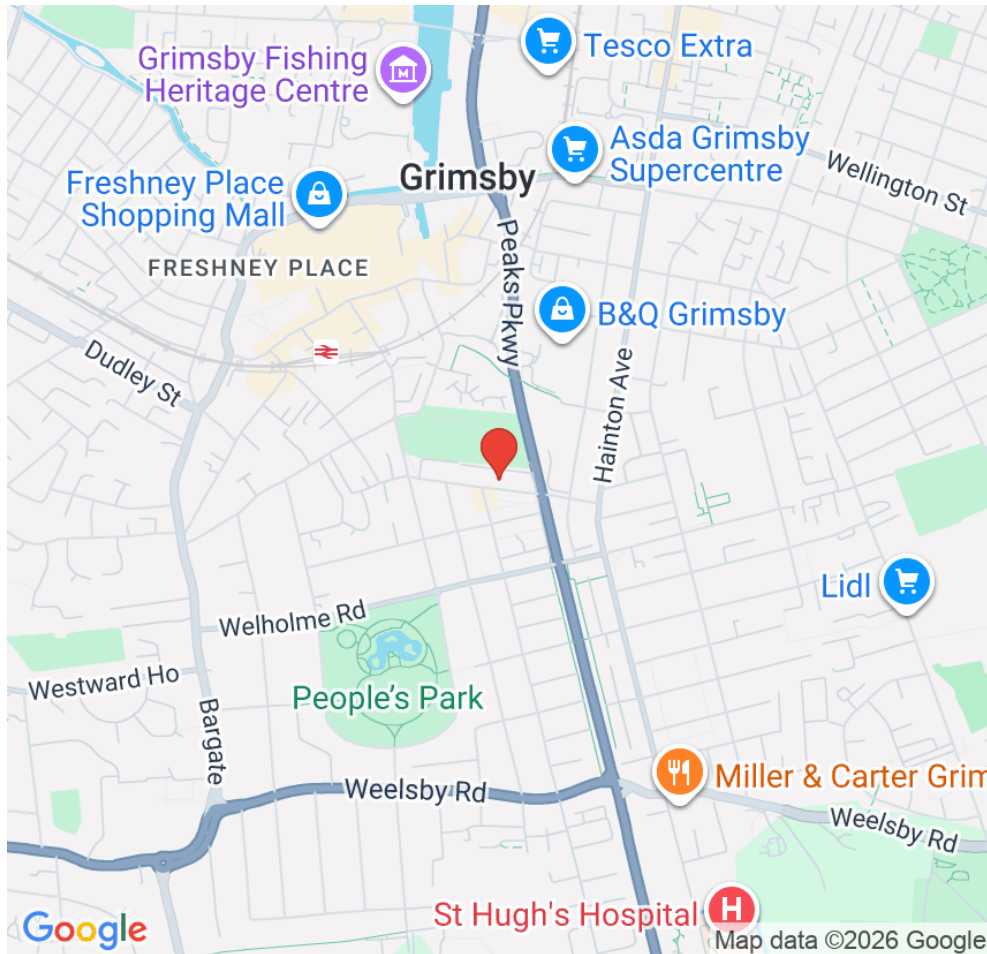 Tesco Extra
Grimsby Fishing
Heritage Centre
Asda Grimsby
Supercentre
Wellington St
Grimsby
Freshney Place
Shopping Mall
FRESHNEY PLACE
Peaks Pkwy
B&Q Grimsby
Dudley St
Hainton Ave
Lidl
Welholme Rd
Westward Ho
People's Park
Bargate
Weelsby Rd
Miller & Carter Grim
Weelsby Rd
St Hugh's Hospital
H
Google
Map data ©2026 Google